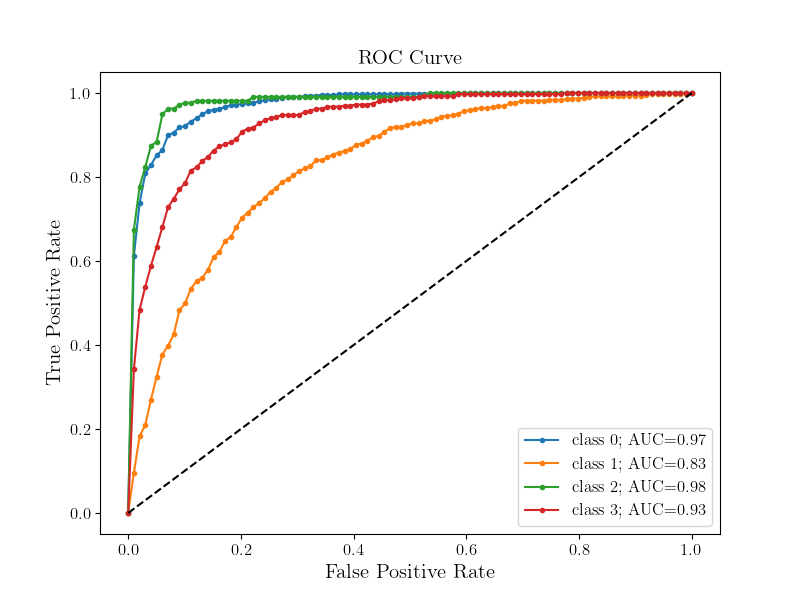 ROC Curve
True Positive Rate
1.0
0.8
0.6
0.4
0.2
0.0
class 0; AUC=0.97
class 1; AUC=0.83
class 2; AUC=0.98
class 3; AUC=0.93
0.0 0.2 0.4 0.6 0.8 1.0
False Positive Rate